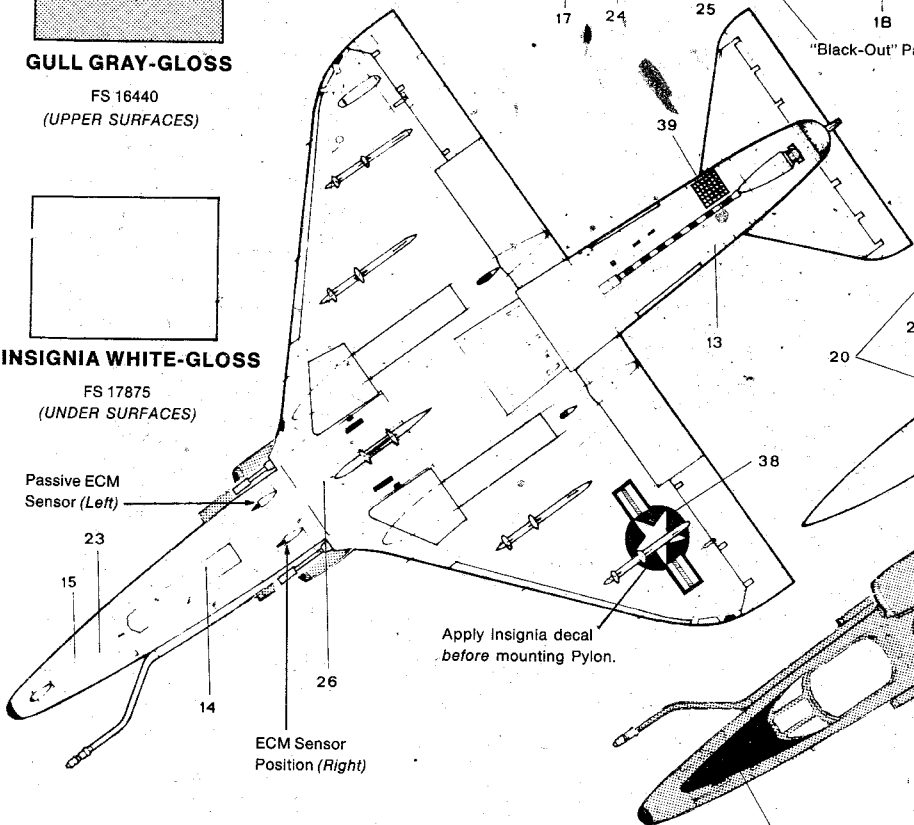 GULL GRAY-GLOSS
FS 16440
(UPPER SURFACES)
INSIGNIA WHITE-GLOSS
FS 17875
(UNDER SURFACES)
17
24
25
1B
"Black-Out"
39
13
20
38
Passive ECM
Sensor (Left)
23
15
14
26
ECM Sensor
Position (Right)
Apply Insignia decal
before mounting Pylon.